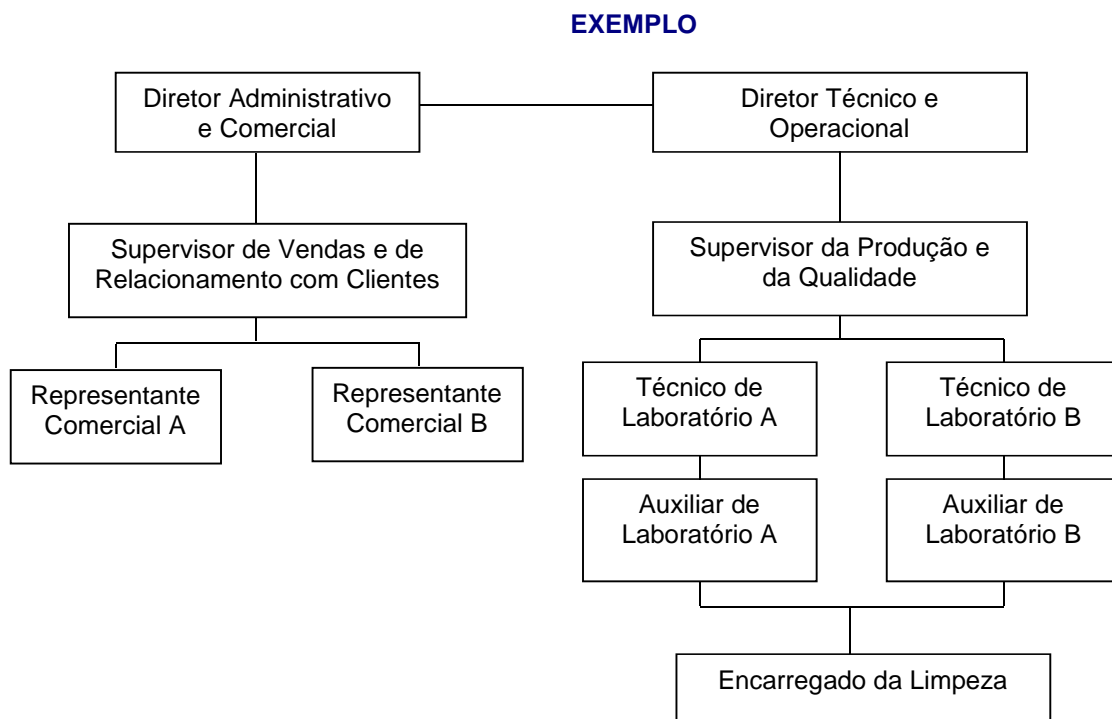 EXEMPLO
Diretor Administrativo
e Comercial
Diretor Técnico e
Operacional
Supervisor de Vendas e de
Relacionamento com Clientes
Supervisor da Produção e
da Qualidade
Representante
Comercial A
Representante
Comercial B
Técnico de
Laboratório A
Técnico de
Laboratório B
Auxiliar de
Laboratório A
Auxiliar de
Laboratório B
Encarregado da Limpeza